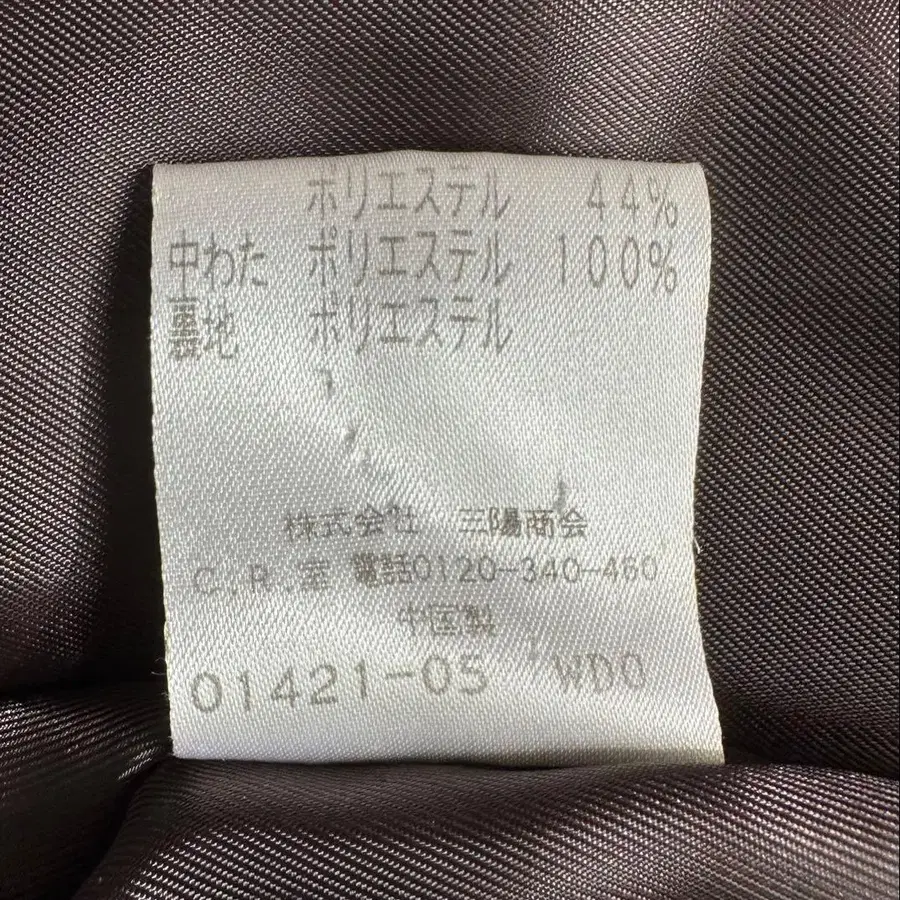 ポリエステル 44%
中わた ポリエステル 100%
裏地 ポリエステル
株式会社 三陽商会
C.R.室 電話0120-340-460
中国製
01421-05 WDO